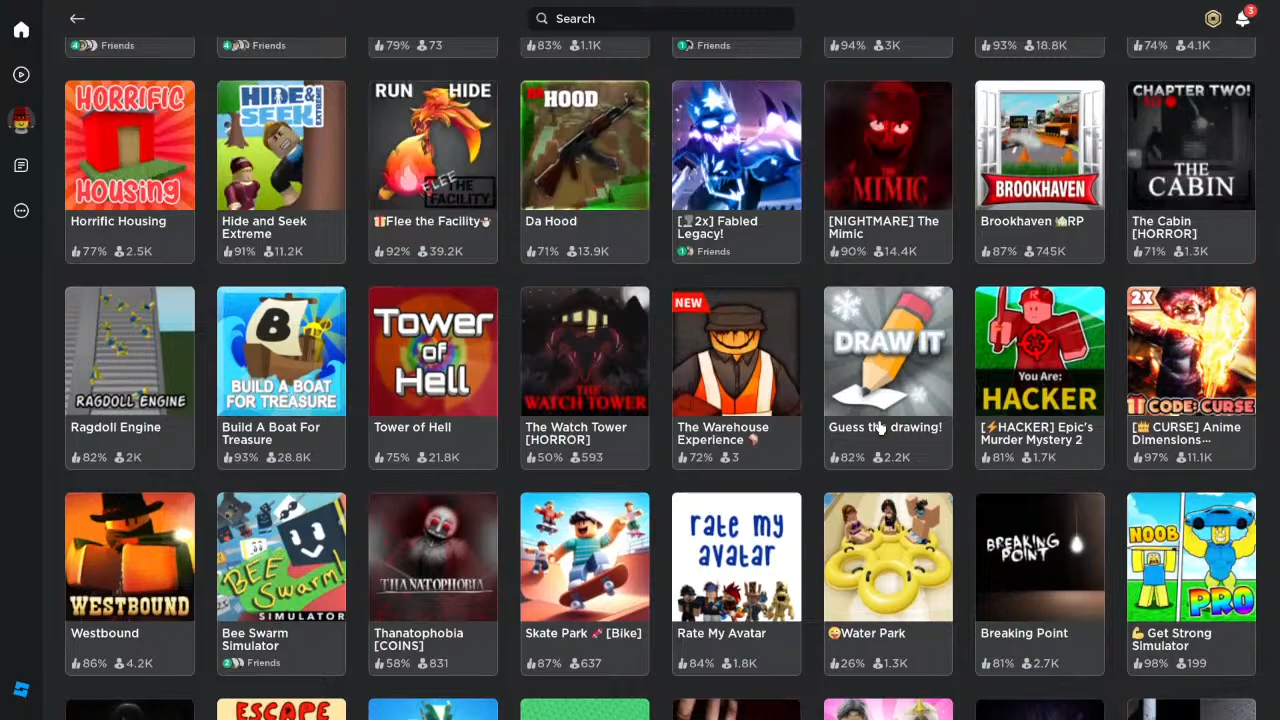 Search
3
4 Friends
4 Friends
79% 73
83% 1.1K
1 Friends
94% 3K
93% 18.8K
74% 4.1K
HORRIFIC
HOUSING
Horrific Housing
77% 2.5K
HIDE&
SEEK
EXTREME
Hide and Seek
Extreme
91% 11.2K
RUN HIDE
FLEE
THE
FACILITY
🎁Flee the Facility⛄
92% 39.2K
DA HOOD
Da Hood
71% 13.9K
[🏆2x] Fabled
Legacy!
1 Friends
MIMIC
[NIGHTMARE] The
Mimic
90% 14.4K
BROOKHAVEN
Brookhaven 🏡RP
87% 745K
CHAPTER TWO!
THE
CABIN
The Cabin
[HORROR]
71% 1.3K
RAGDOLL ENGINE
Ragdoll Engine
82% 2K
B
BUILD A BOAT
FOR TREASURE
Build A Boat For
Treasure
93% 28.8K
Tower
of
Hell
Tower of Hell
75% 21.8K
THE
WATCH TOWER
The Watch Tower
[HORROR]
50% 593
NEW
The Warehouse
Experience
72% 3
DRAW IT
Guess the drawing!
82% 2.2K
R
You Are:
HACKER
[⚡HACKER] Epic's
Murder Mystery 2
81% 1.7K
2X
CODE: CURSE
[👑 CURSE] Anime
Dimensions...
97% 11.1K
WESTBOUND
Westbound
86% 4.2K
BEE Swarm!
SIMULATOR
Bee Swarm
Simulator
2 Friends
THANATOPHOBIA
Thanatophobia
[COINS]
58% 831
Skate Park [Bike]
87% 637
rate my
avatar
Rate My Avatar
84% 1.8K
😜Water Park
26% 1.3K
BREAKING
POINT
Breaking Point
81% 2.7K
NOOB
PRO
💪 Get Strong
Simulator
98% 199
ESCAPE